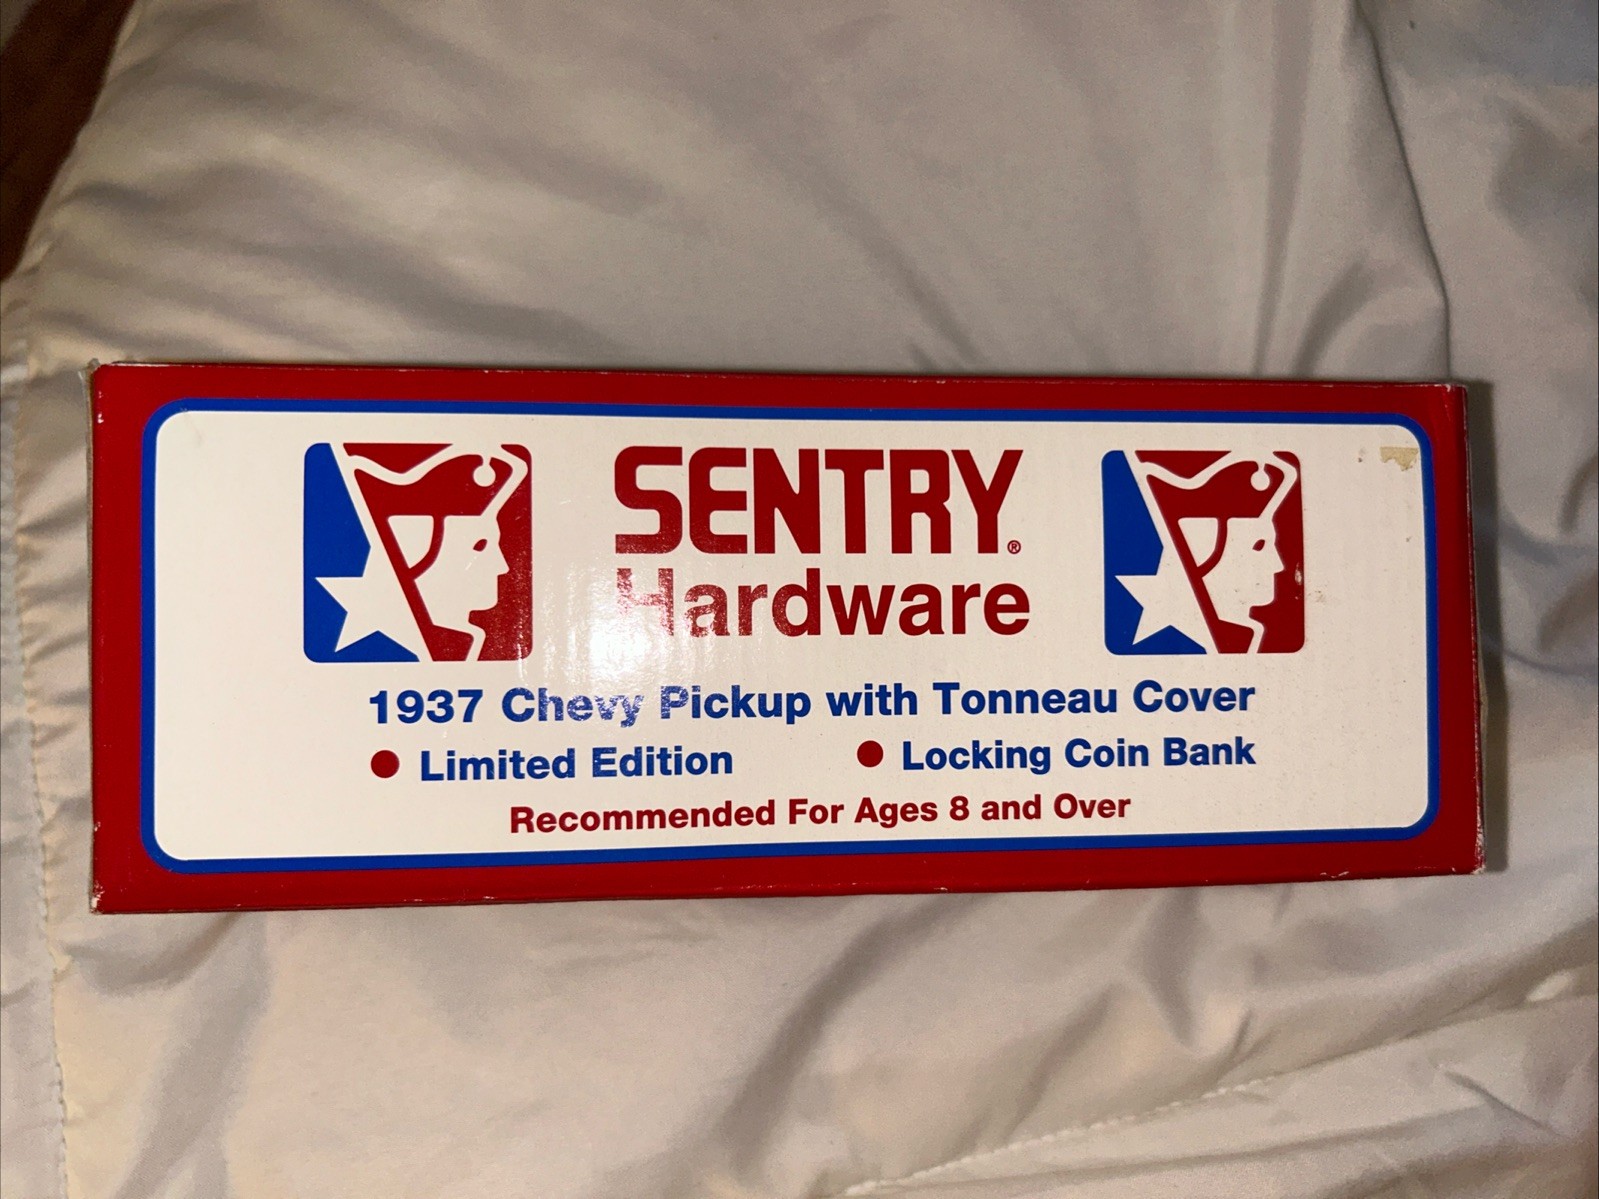 SENTRY®
Hardware
1937 Chevy Pickup with Tonneau Cover
● Limited Edition ● Locking Coin Bank
Recommended For Ages 8 and Over